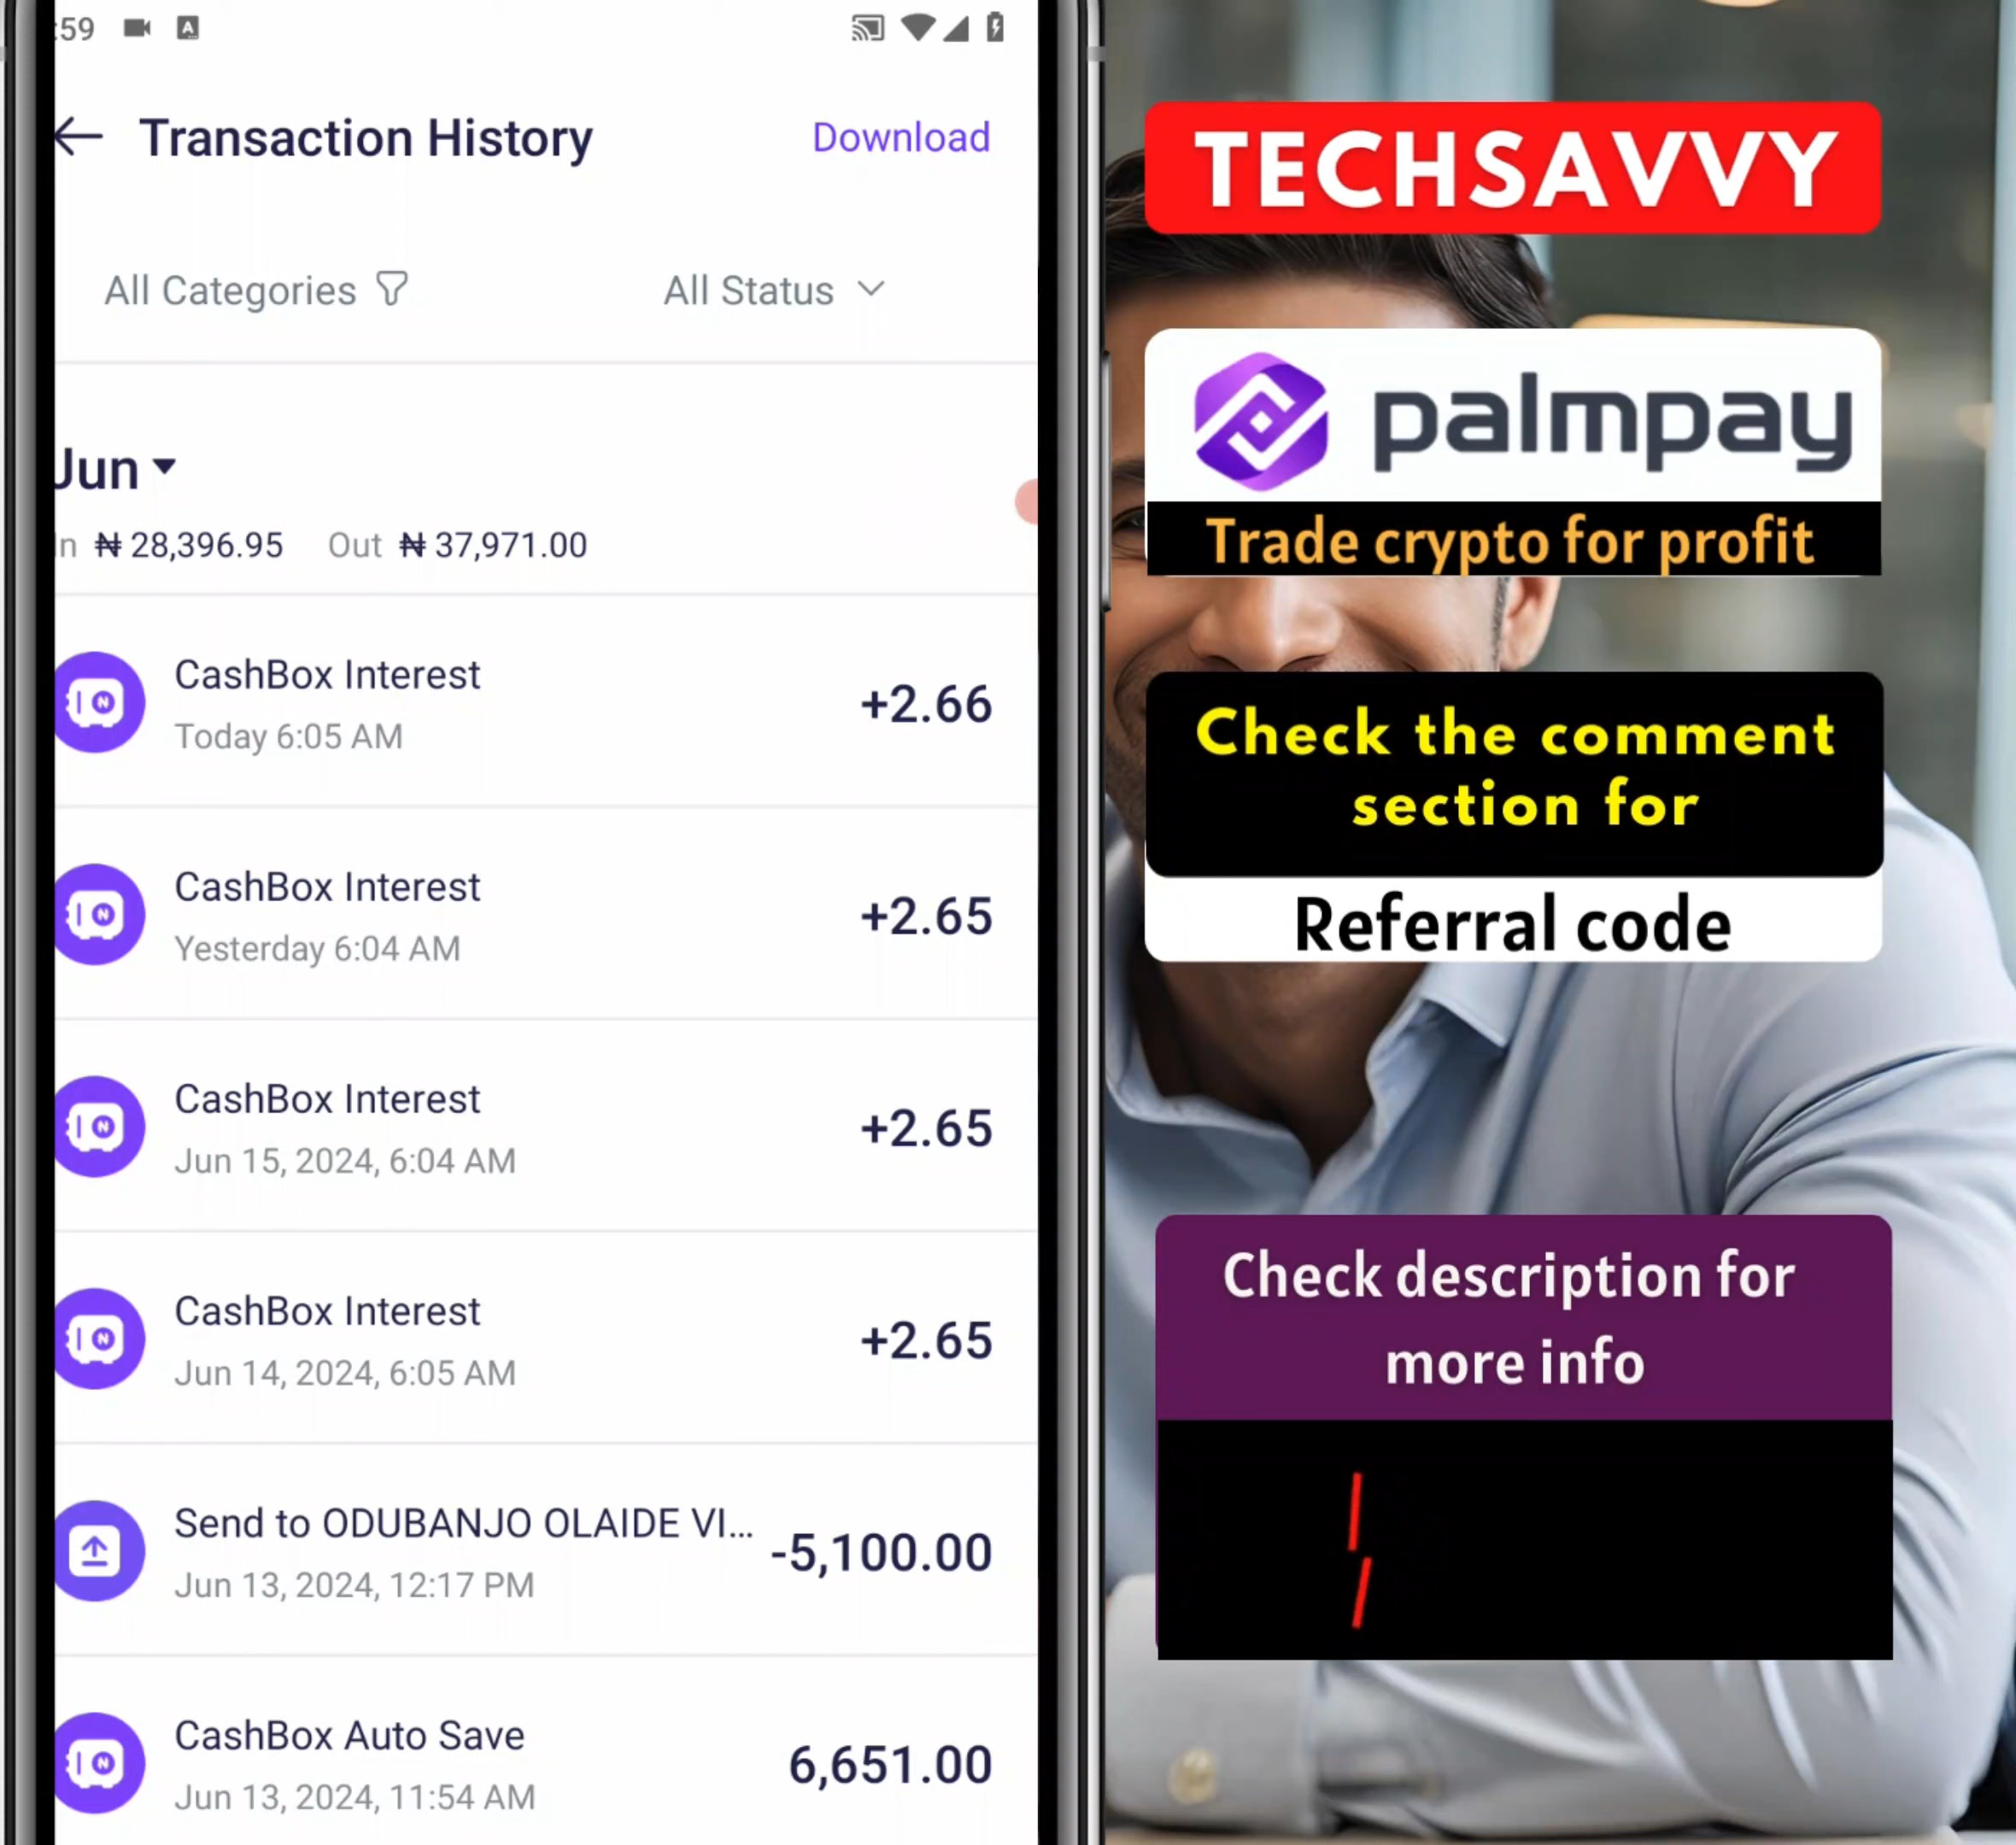 :59
Transaction History
Download
All Categories
All Status
Jun
In ₦ 28,396.95 Out ₦ 37,971.00
CashBox Interest
+2.66
Today 6:05 AM
CashBox Interest
+2.65
Yesterday 6:04 AM
CashBox Interest
+2.65
Jun 15, 2024, 6:04 AM
CashBox Interest
+2.65
Jun 14, 2024, 6:05 AM
Send to ODUBANJO OLAIDE VI...
-5,100.00
Jun 13, 2024, 12:17 PM
CashBox Auto Save
6,651.00
Jun 13, 2024, 11:54 AM
TECHSAVVY
palmpay
Trade crypto for profit
Check the comment
section for
Referral code
Check description for
more info